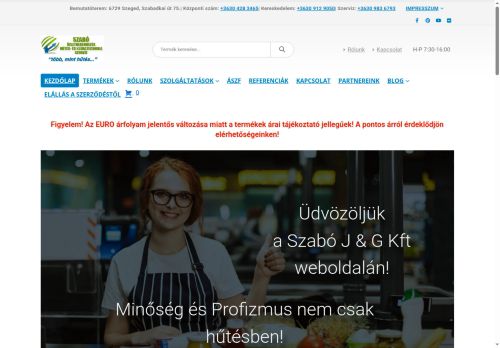 Bemutatóterem: 6729 Szeged, Szabadkai út 75.| Központi szám: +3630 428 3465| Kereskedelem: +3630 912 9050| Szerviz: +3630 983 6793
IMPRESSZUM
SZABÓ
"több, mint hűtés..."
Termék keresése...
Rólunk
Kapcsolat
H-P 7:30-16:00
KEZDŐLAP
TERMÉKEK
RÓLUNK
SZOLGÁLTATÁSOK
ÁSZF
REFERENCIÁK
KAPCSOLAT
PARTNEREINK
BLOG
ELÁLLÁS A SZERZŐDÉSTŐL
0
Figyelem! Az EURO árfolyam jelentős változása miatt a termékek árai tájékoztató jellegűek! A pontos árról érdeklődjön
elérhetőségeinken!
Üdvözöljük
a Szabó J & G Kft
weboldalán!
Minőség és Profizmus nem csak
hűtésben!